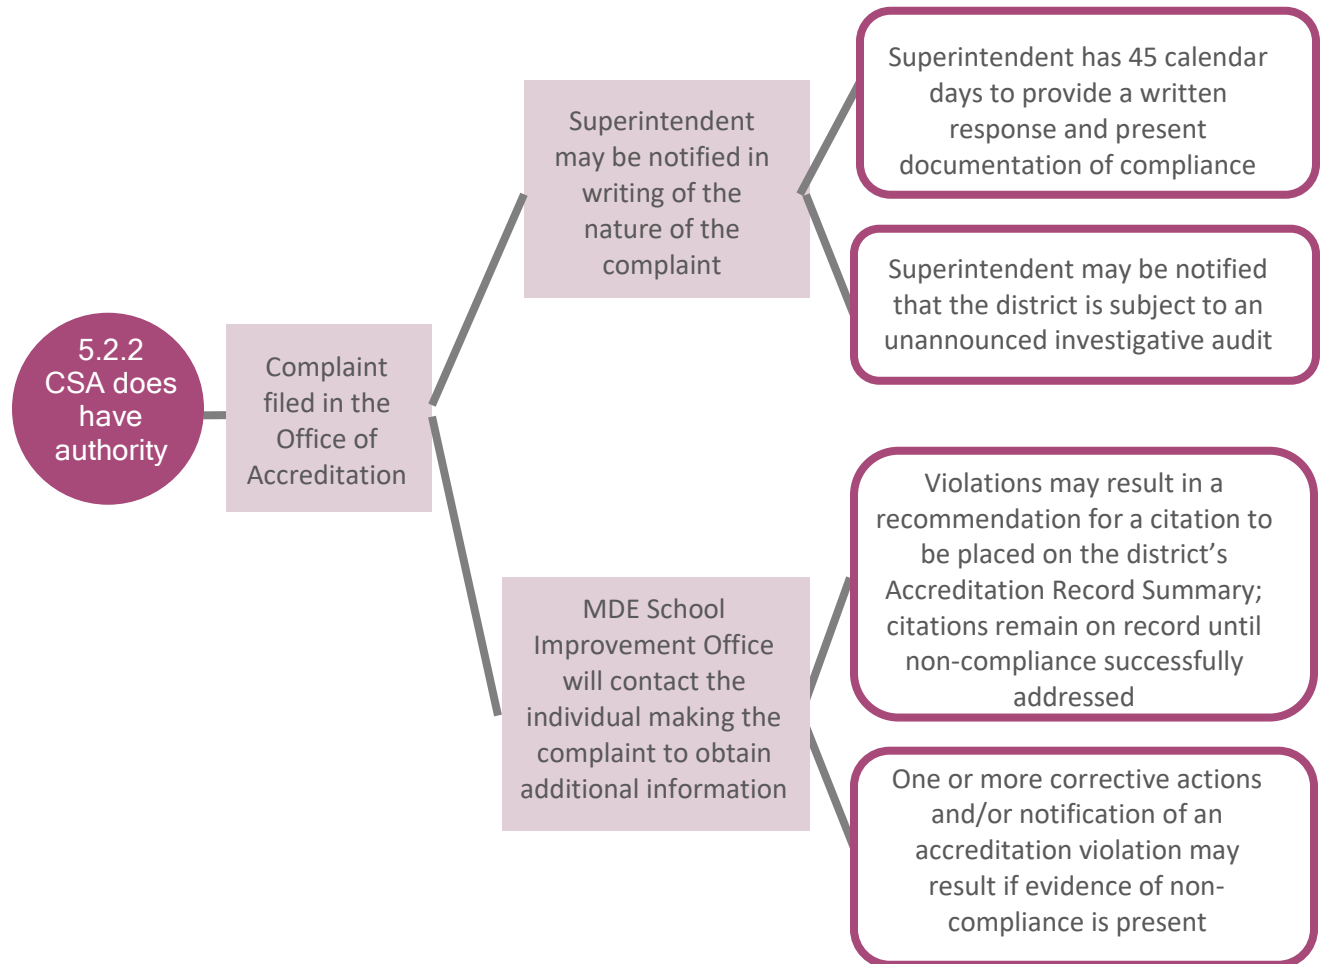 5.2.2
CSA does
have
authority
Complaint
filed in the
Office of
Accreditation
Superintendent
may be notified in
writing of the
nature of the
complaint
Superintendent has 45 calendar
days to provide a written
response and present
documentation of compliance
Superintendent may be notified
that the district is subject to an
unannounced investigative audit
MDE School
Improvement Office
will contact the
individual making the
complaint to obtain
additional information
Violations may result in a
recommendation for a citation to
be placed on the district’s
Accreditation Record Summary;
citations remain on record until
non-compliance successfully
addressed
One or more corrective actions
and/or notification of an
accreditation violation may
result if evidence of non-
compliance is present